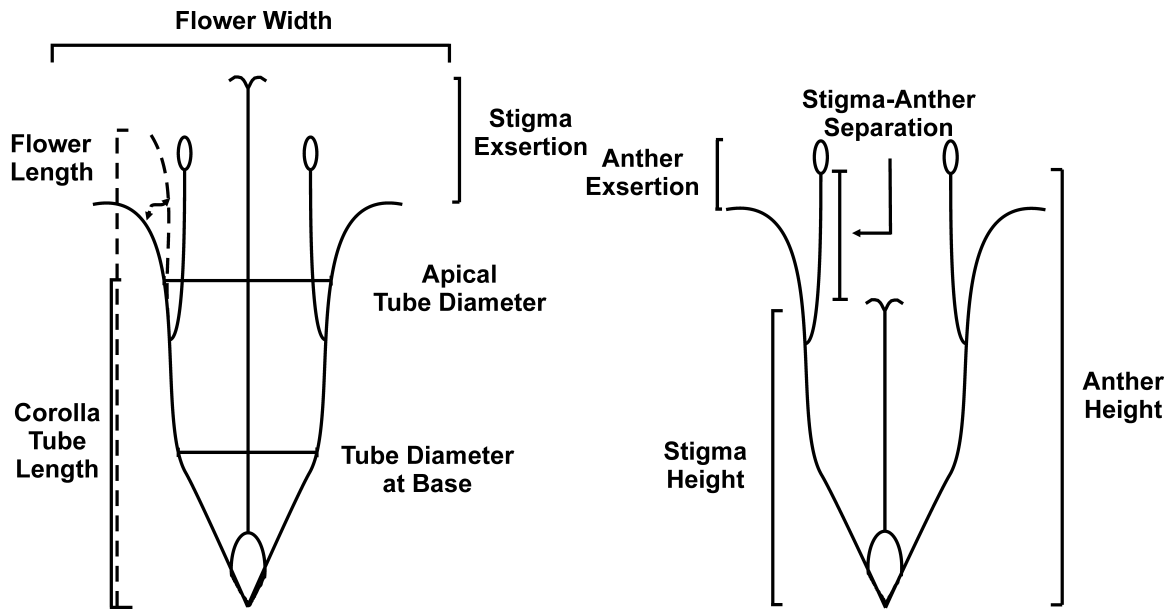 Flower Width
Flower
Length
Stigma
Exsertion
Apical
Tube Diameter
Corolla
Tube
Length
Tube Diameter
at Base
Stigma-Anther
Separation
Anther
Exsertion
Stigma
Height
Anther
Height